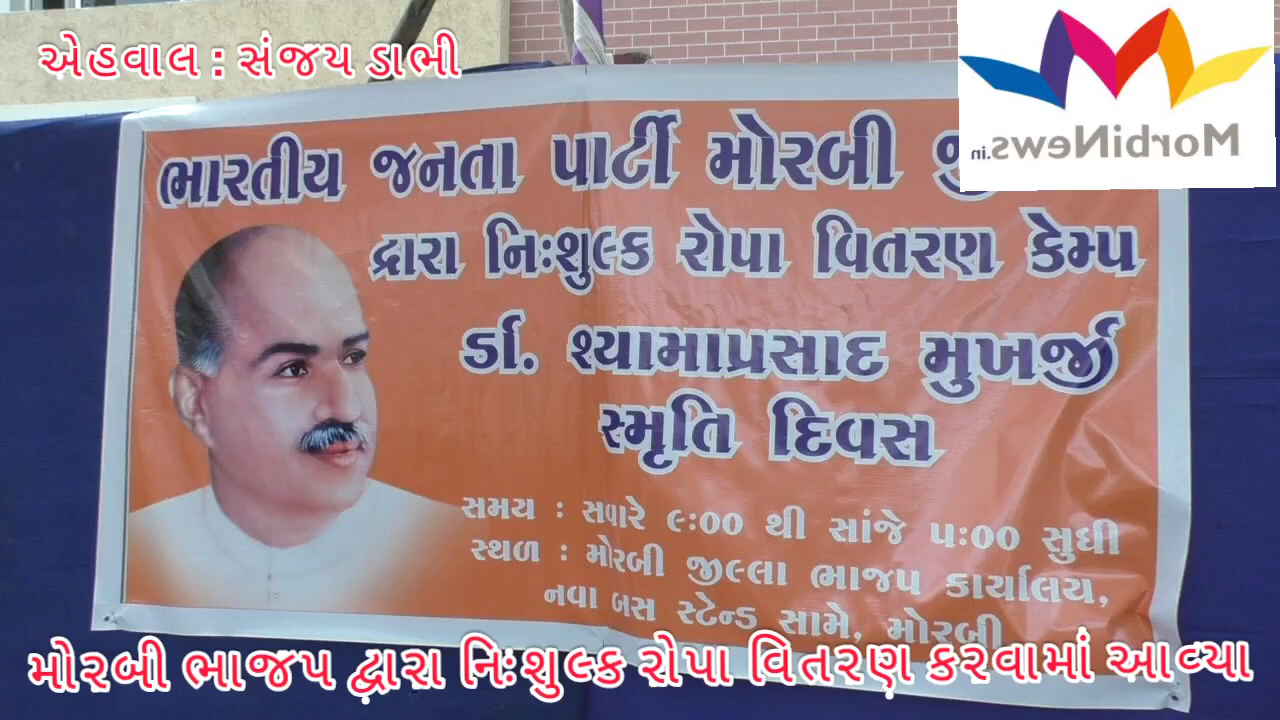 એહવાલ : સંજય ડાભી
MorbiNews.in
ભારતીય જનતા પાર્ટી મોરબી
દ્વારા નિઃશુલ્ક રોપા વિતરણ કેમ્પ
ર્ડા. શ્યામાપ્રસાદ મુખર્જી
સ્મૃતિ દિવસ
સમય : સવારે ૯:૦૦ થી સાંજે ૫:૦૦ સુધી
સ્થળ : મોરબી જીલ્લા ભાજપ કાર્યાલય,
નવા બસ સ્ટેન્ડ સામે, મોરબી
મોરબી ભાજપ દ્વારા નિઃશુલ્ક રોપા વિતરણ કરવામાં આવ્યા